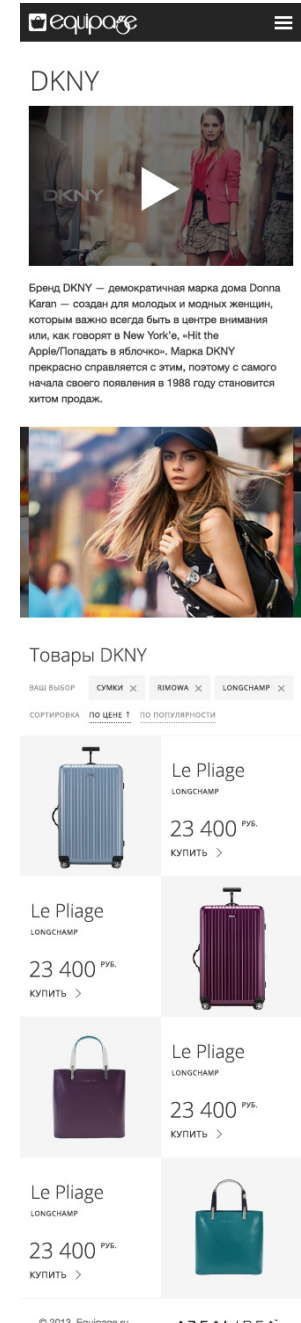 equipage
DKNY
DKNY
Бренд DKNY — демократичная марка дома Donna
Karan — создан для молодых и модных женщин,
которым важно всегда быть в центре внимания
или, как говорят в New York'е, «Hit the
Apple/Попадать в яблочко». Марка DKNY
прекрасно справляется с этим, поэтому с самого
начала своего появления в 1988 году становится
хитом продаж.
Товары DKNY
ВАШ ВЫБОР СУМКИ × RIMOWA × LONGCHAMP ×
СОРТИРОВКА ПО ЦЕНЕ ↑ ПО ПОПУЛЯРНОСТИ
Le Pliage
LONGCHAMP
23 400 РУБ.
КУПИТЬ >
Le Pliage
LONGCHAMP
23 400 РУБ.
КУПИТЬ >
Le Pliage
LONGCHAMP
23 400 РУБ.
КУПИТЬ >
Le Pliage
LONGCHAMP
23 400 РУБ.
КУПИТЬ >
© 2013, Equipage.ru